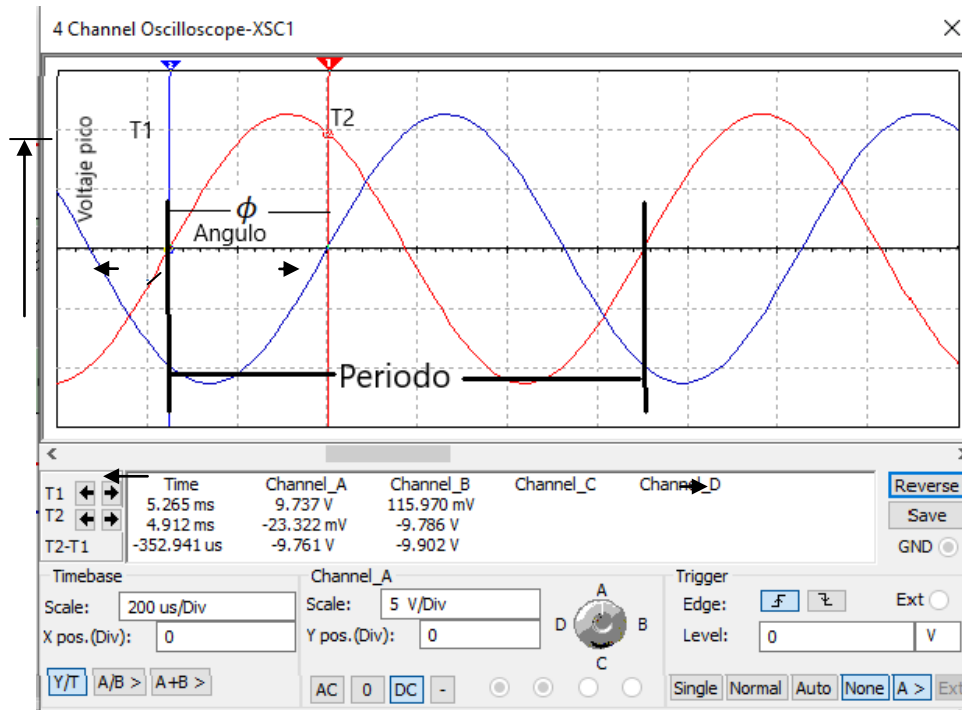 4 Channel Oscilloscope-XSC1
2 1
T1 T2
Voltaje pico
ϕ
Angulo
Periodo
Time Channel_A Channel_B Channel_C Channel_D
T1 5.265 ms 9.737 V 115.970 mV
T2 4.912 ms -23.322 mV -9.786 V
T2-T1 -352.941 us -9.761 V -9.902 V
Reverse
Save
GND
Timebase
Scale: 200 us/Div
X pos.(Div): 0
Y/T A/B > A+B >
Channel_A
Scale: 5 V/Div
Y pos.(Div): 0
AC 0 DC -
A
D B
C
Trigger
Edge: Ext
Level: 0 V
Single Normal Auto None A > Ext